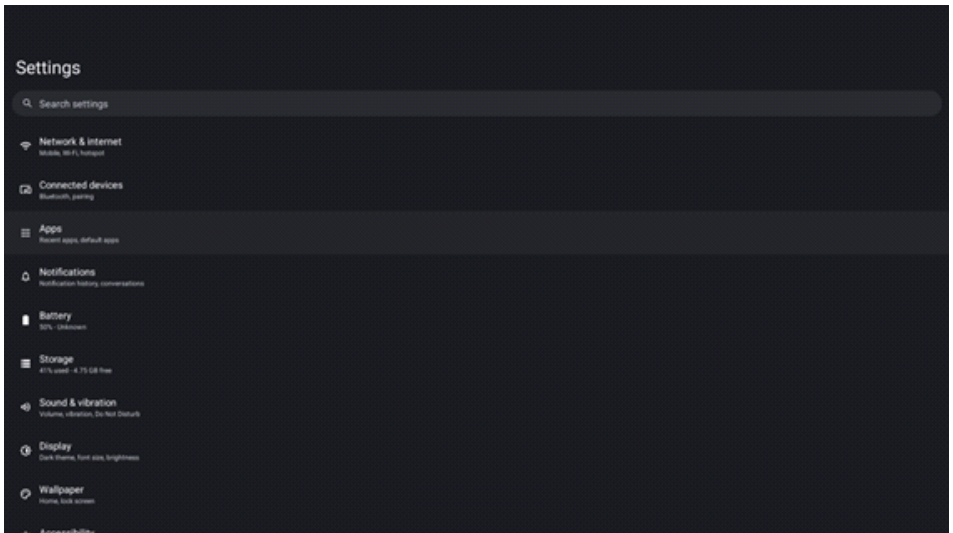 Settings
Search settings
Network & internet
Mobile, Wi-Fi, hotspot
Connected devices
Bluetooth, pairing
Apps
Recent apps, default apps
Notifications
Notification history, conversations
Battery
50% - Unknown
Storage
41% used - 4.75 GB free
Sound & vibration
Volume, vibration, Do Not Disturb
Display
Dark theme, font size, brightness
Wallpaper
Home, lock screen
Accessibility